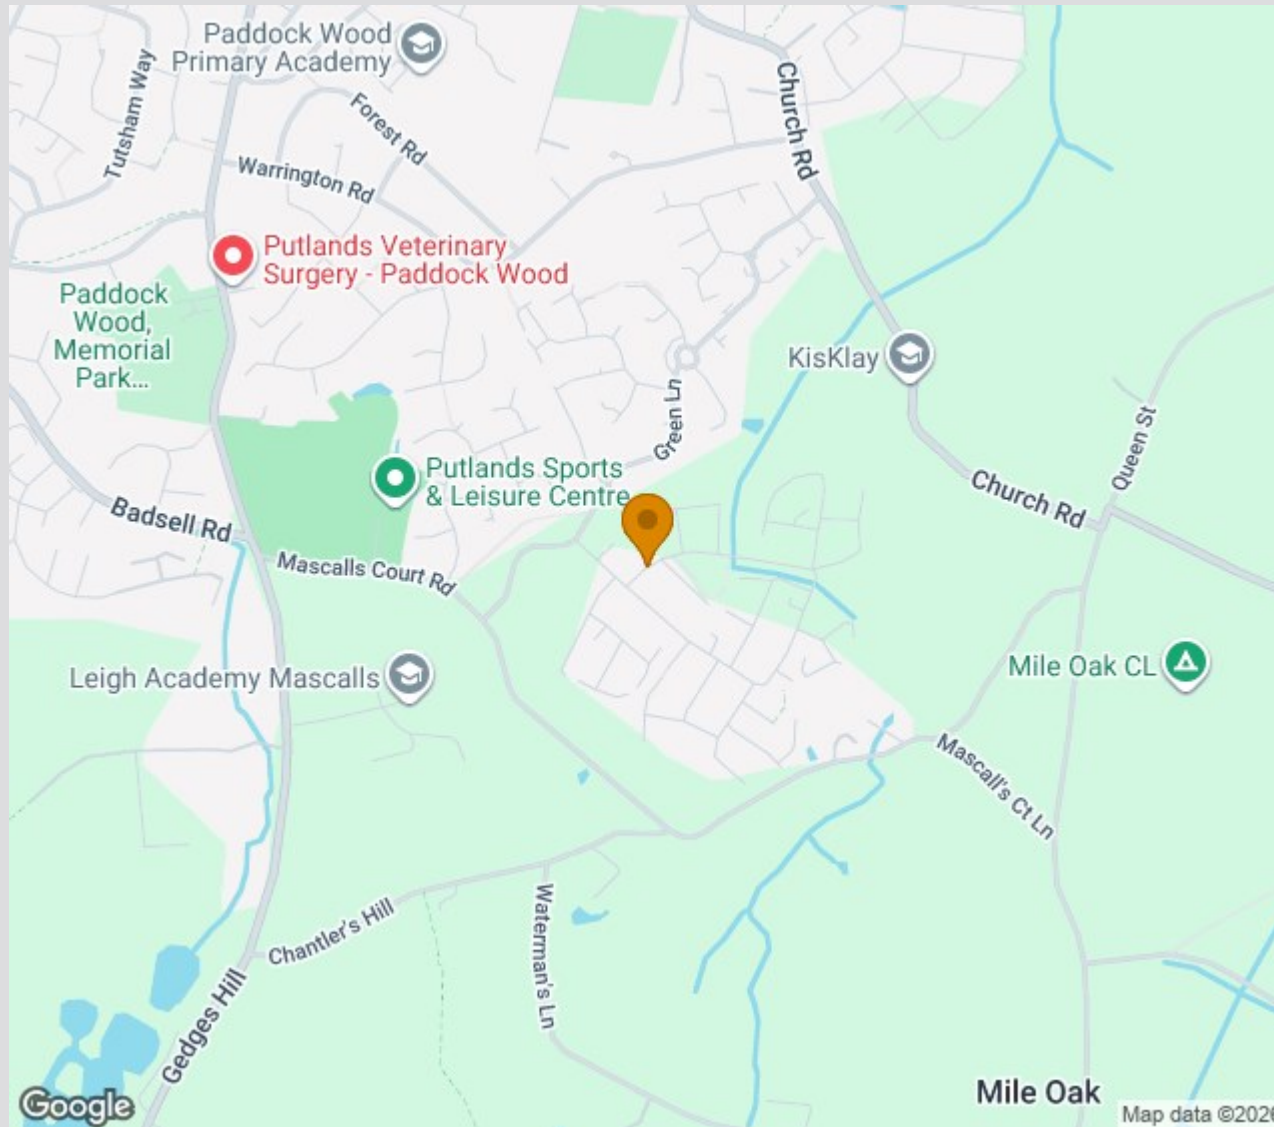 Paddock Wood
Primary Academy
Tutsham Way
Forest Rd
Church Rd
Warrington Rd
Putlands Veterinary
Surgery - Paddock Wood
Paddock
Wood,
Memorial
Park...
KisKlay
Green Ln
Queen St
Putlands Sports
& Leisure Centre
Church Rd
Badsell Rd
Mascalls Court Rd
Leigh Academy Mascalls
Mile Oak CL
Mascall's Ct Ln
Waterman's Ln
Chantler's Hill
Gedges Hill
Mile Oak
Google
Map data ©2026